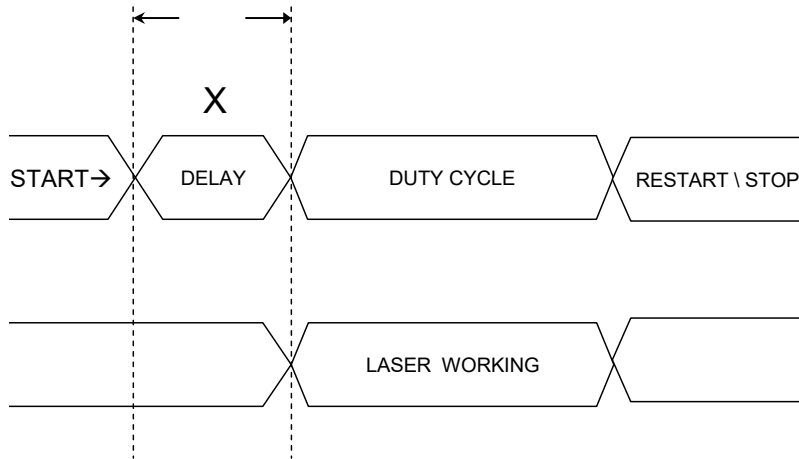 X
START→ DELAY DUTY CYCLE RESTART \ STOP
LASER WORKING